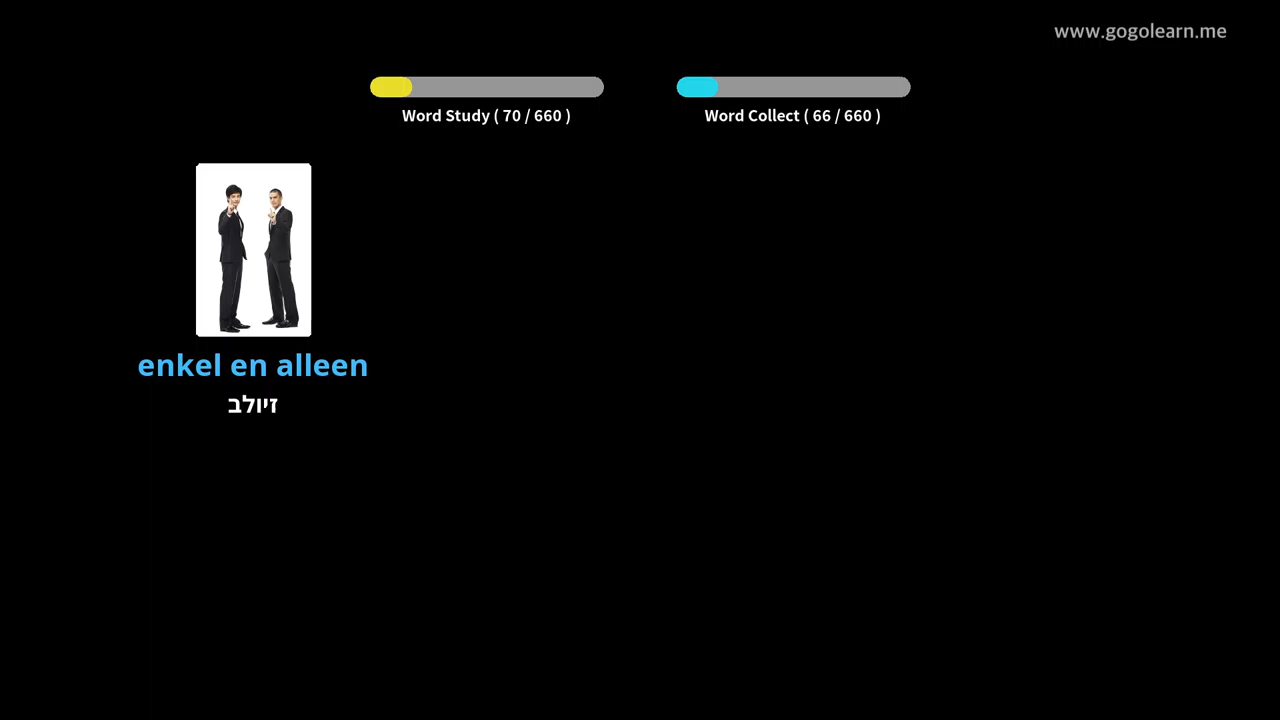 www.gogolearn.me
Word Study ( 70 / 660 )
Word Collect ( 66 / 660 )
enkel en alleen
זיולב